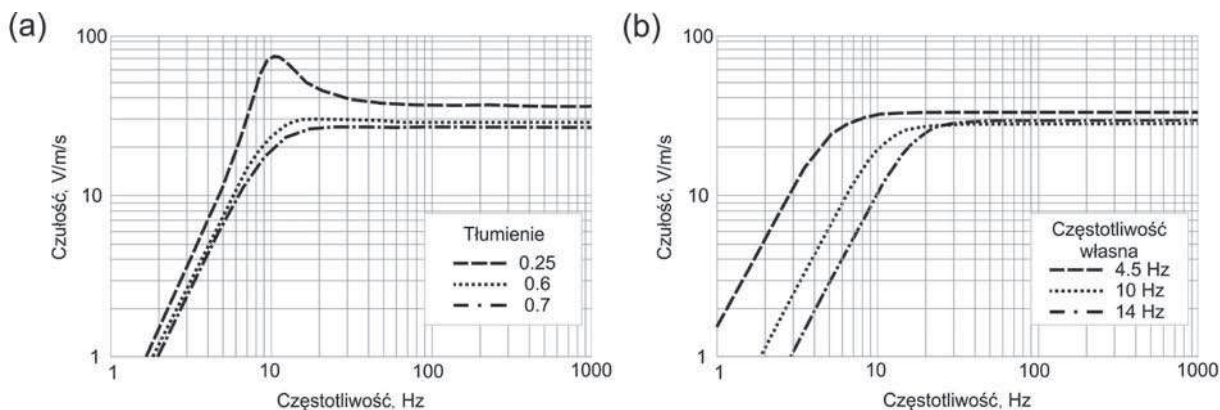 (a)
100
10
1
Czułość, V/m/s
Tłumienie
0.25
0.6
0.7
1 10 100 1000
Częstotliwość, Hz
(b)
100
10
1
Czułość, V/m/s
Częstotliwość
własna
4.5 Hz
10 Hz
14 Hz
1 10 100 1000
Częstotliwość, Hz